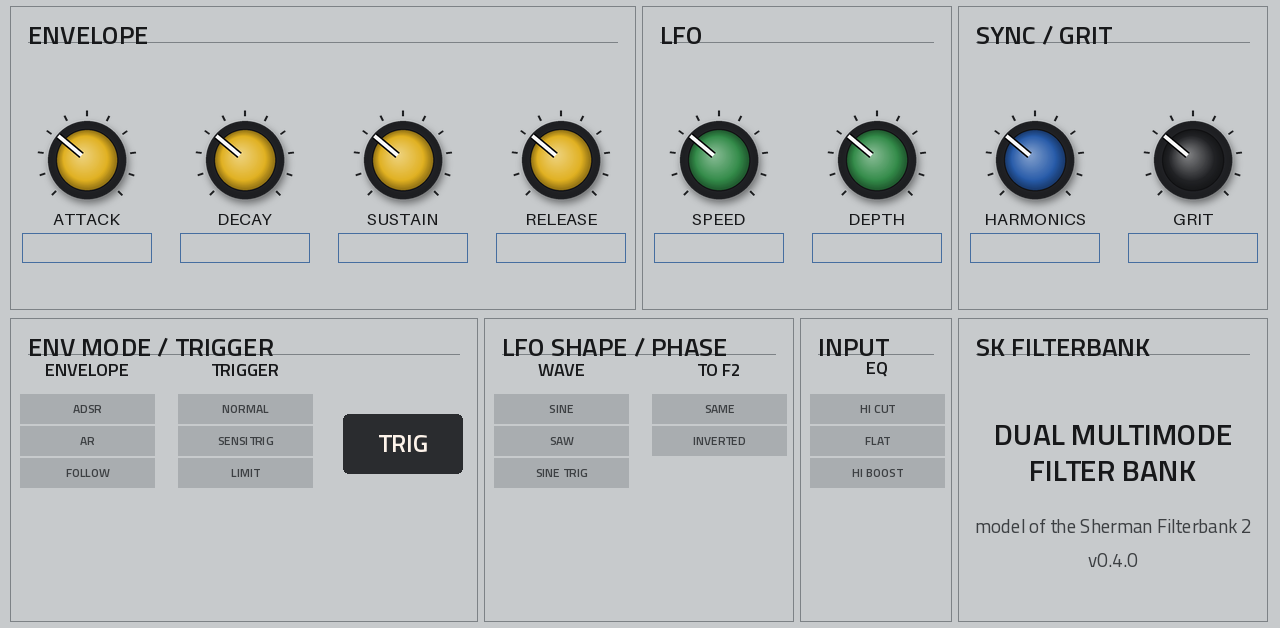 ENVELOPE
LFO
SYNC / GRIT
ATTACK
DECAY
SUSTAIN
RELEASE
SPEED
DEPTH
HARMONICS
GRIT
ENV MODE / TRIGGER
ENVELOPE
TRIGGER
ADSR
NORMAL
AR
SENSITRIG
FOLLOW
LIMIT
TRIG
LFO SHAPE / PHASE
WAVE
TO F2
SINE
SAME
SAW
INVERTED
SINE TRIG
INPUT
EQ
HI CUT
FLAT
HI BOOST
SK FILTERBANK
DUAL MULTIMODE
FILTER BANK
model of the Sherman Filterbank 2
v0.4.0